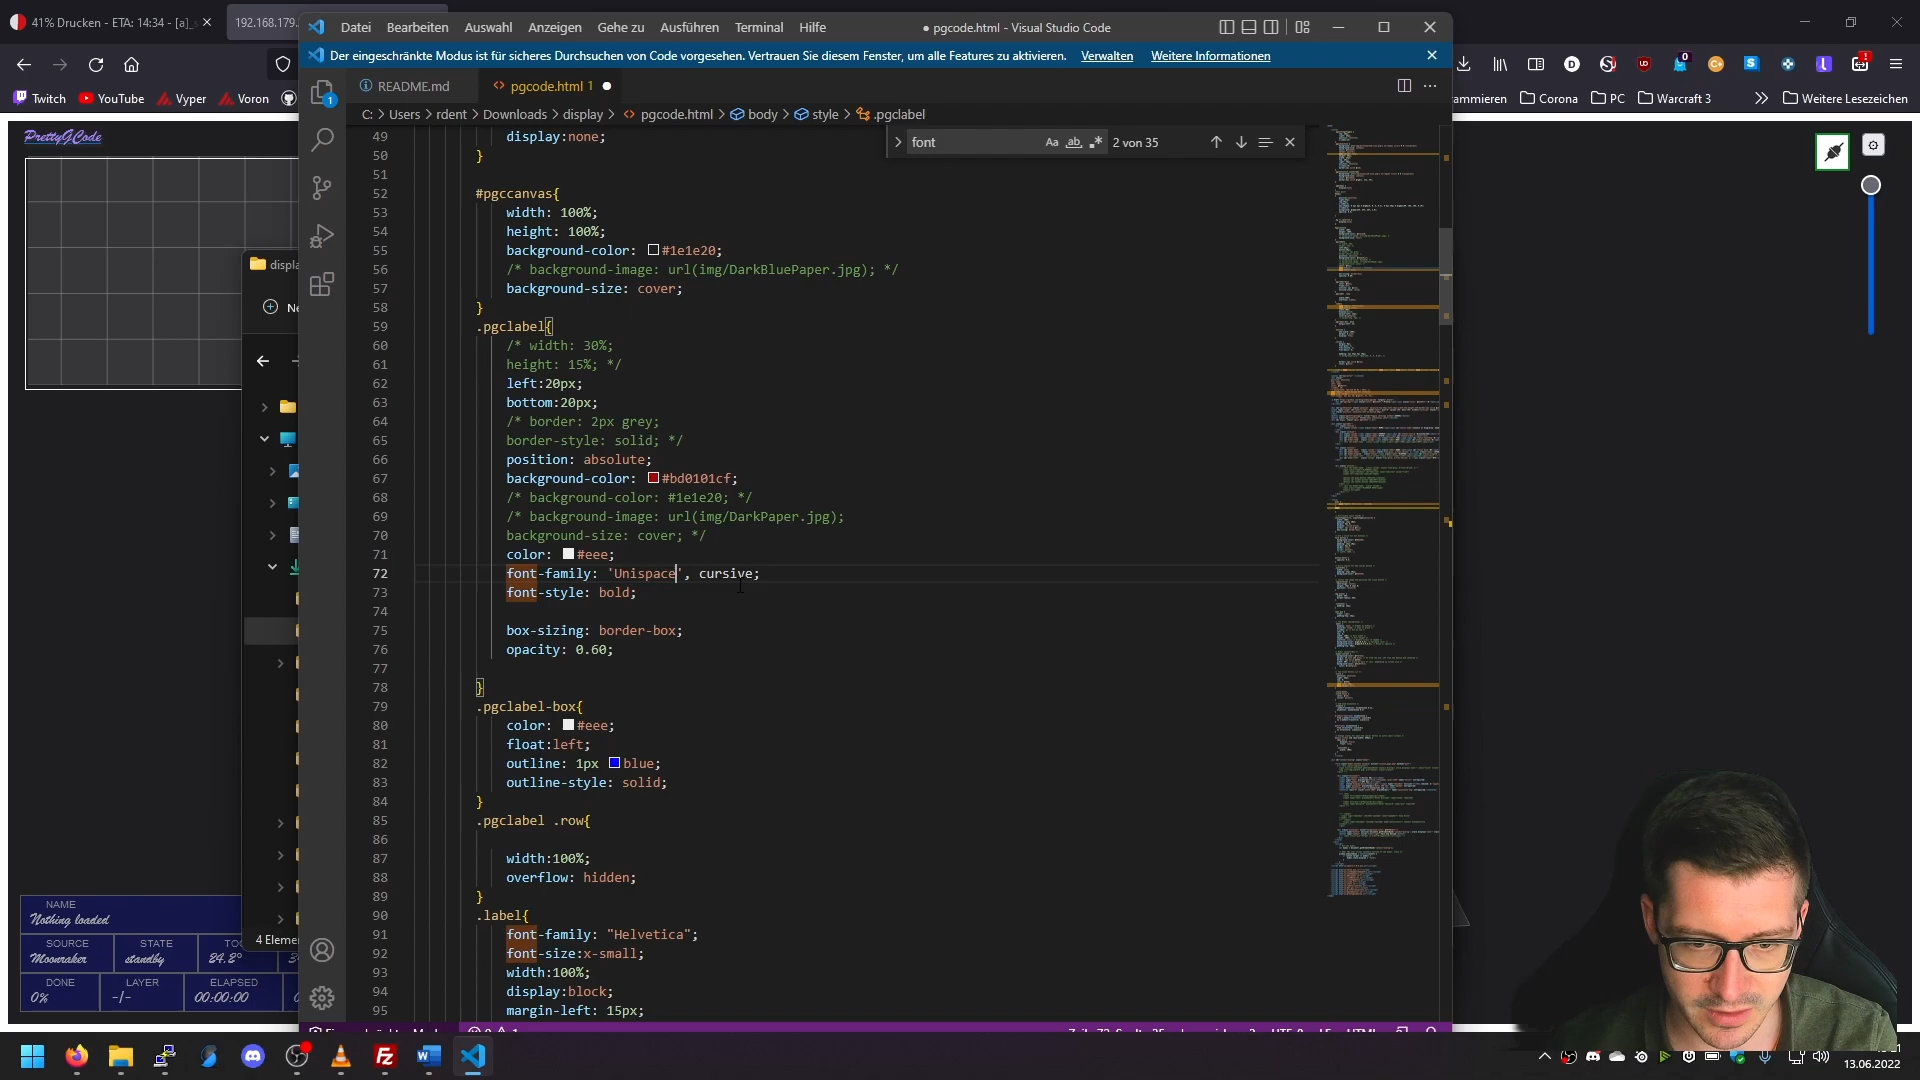 41% Drucken - ETA: 14:34 - [a]_s
192.168.179.
Datei Bearbeiten Auswahl Anzeigen Gehe zu Ausführen Terminal Hilfe
● pgcode.html - Visual Studio Code
Der eingeschränkte Modus ist für sicheres Durchsuchen von Code vorgesehen. Vertrauen Sie diesem Fenster, um alle Features zu aktivieren. Verwalten Weitere Informationen
Twitch YouTube Vyper Voron
rammieren Corona PC Warcraft 3 Weitere Lesezeichen
README.md
pgcode.html 1
C: > Users > rdent > Downloads > display > pgcode.html > body > style > .pgclabel
font
Aa ab 2 von 35
PrettyGCode
displa
Ne
49 display:none;
50 }
51
52 #pgccanvas{
53 width: 100%;
54 height: 100%;
55 background-color: #1e1e20;
56 /* background-image: url(img/DarkBluePaper.jpg); */
57 background-size: cover;
58 }
59 .pgclabel{
60 /* width: 30%;
61 height: 15%; */
62 left:20px;
63 bottom:20px;
64 /* border: 2px grey;
65 border-style: solid; */
66 position: absolute;
67 background-color: #bd0101cf;
68 /* background-color: #1e1e20; */
69 /* background-image: url(img/DarkPaper.jpg);
70 background-size: cover; */
71 color: #eee;
72 font-family: 'Unispace', cursive;
73 font-style: bold;
74
75 box-sizing: border-box;
76 opacity: 0.60;
77
78 }
79 .pgclabel-box{
80 color: #eee;
81 float:left;
82 outline: 1px blue;
83 outline-style: solid;
84 }
85 .pgclabel .row{
86
87 width:100%;
88 overflow: hidden;
89 }
90 .label{
91 font-family: "Helvetica";
92 font-size:x-small;
93 width:100%;
94 display:block;
95 margin-left: 15px;
NAME
Nothing loaded
SOURCE STATE TO
Moonraker standby 24.2°
DONE LAYER ELAPSED
0% -/- 00:00:00
4 Elemen
13.06.2022